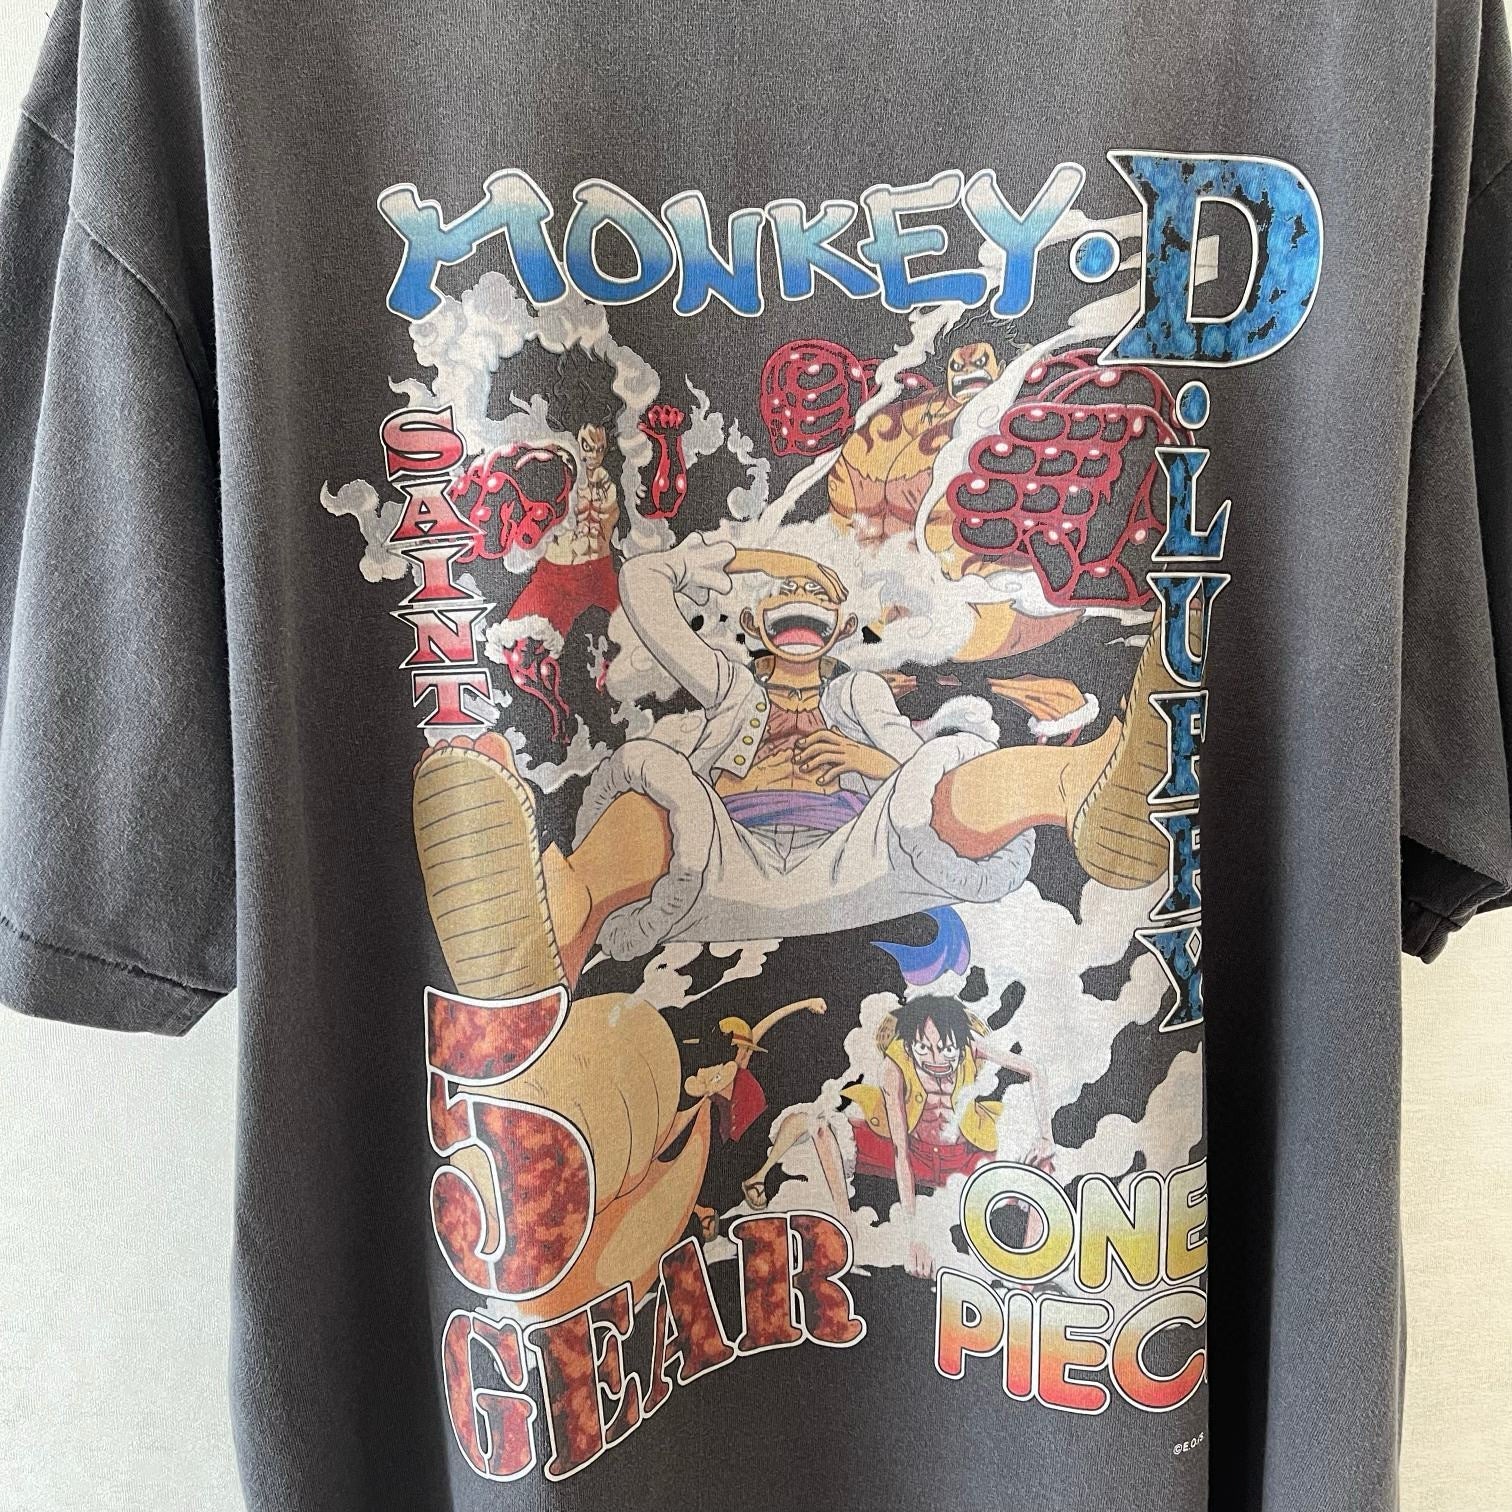 MONKEY・D・LUFFY
SAINT
5
GEAR
ONE
PIEC
©E.O./S